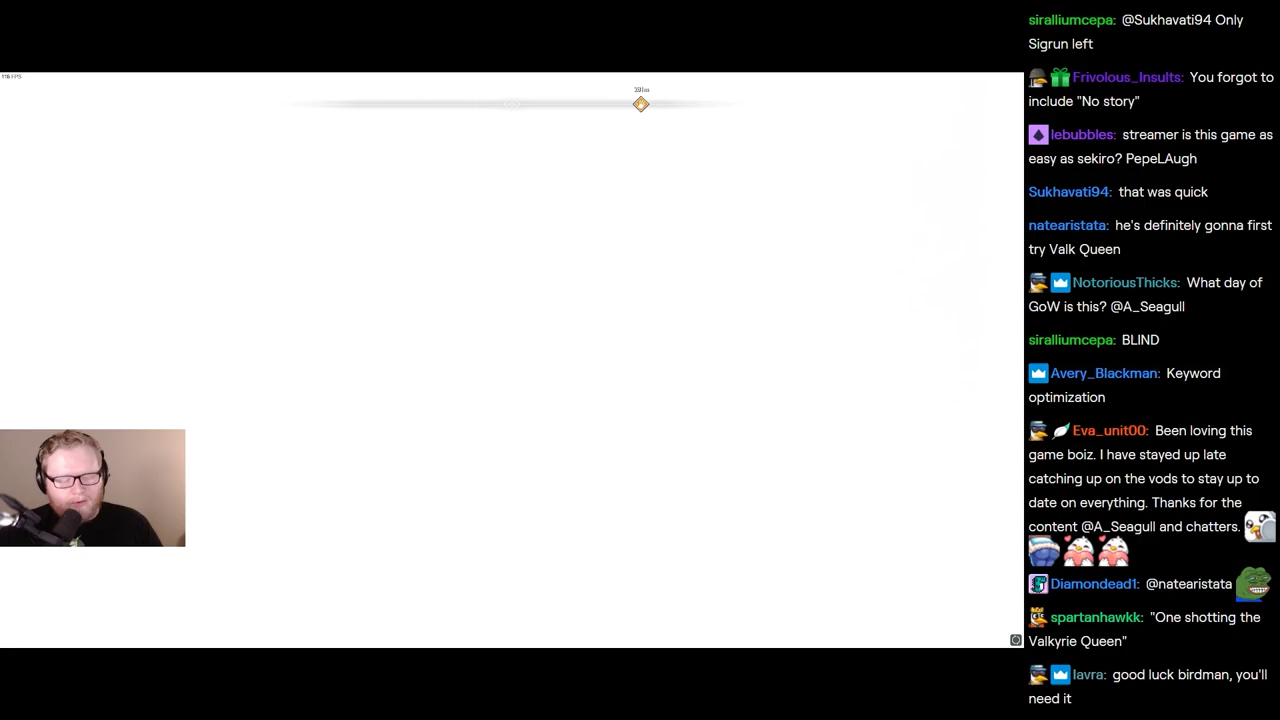 116 FPS
siralliumcepa: @Sukhavati94 Only
Sigrun left
Frivolous_Insults: You forgot to
include "No story"
lebubbles: streamer is this game as
easy as sekiro? PepeLAugh
Sukhavati94: that was quick
natearistata: he's definitely gonna first
try Valk Queen
NotoriousThicks: What day of
GoW is this? @A_Seagull
siralliumcepa: BLIND
Avery_Blackman: Keyword
optimization
Eva_unit00: Been loving this
game boiz. I have stayed up late
catching up on the vods to stay up to
date on everything. Thanks for the
content @A_Seagull and chatters.
Diamondead1: @natearistata
spartanhawkk: "One shotting the
Valkyrie Queen"
lavra: good luck birdman, you'll
need it